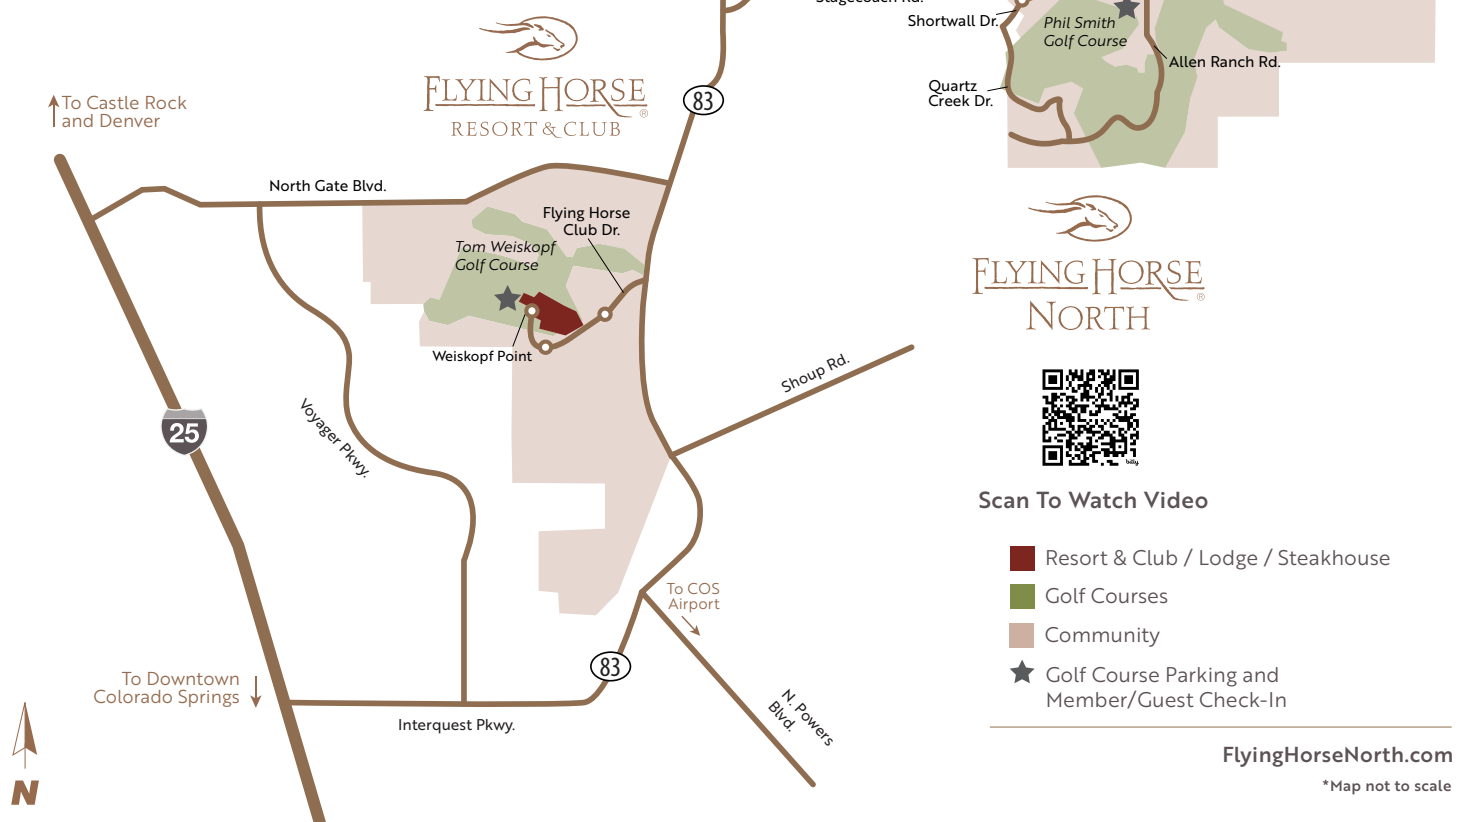 Stagecoach Rd.
Shortwall Dr.
Phil Smith
Golf Course
Allen Ranch Rd.
Quartz
Creek Dr.
FLYING HORSE®
RESORT & CLUB
83
To Castle Rock
and Denver
North Gate Blvd.
Flying Horse
Club Dr.
Tom Weiskopf
Golf Course
Weiskopf Point
FLYING HORSE®
NORTH
Shoup Rd.
25
Voyager Pkwy.
bitly
Scan To Watch Video
Resort & Club / Lodge / Steakhouse
Golf Courses
Community
Golf Course Parking and
Member/Guest Check-In
To COS
Airport
83
To Downtown
Colorado Springs
Interquest Pkwy.
N. Powers
Blvd.
N
FlyingHorseNorth.com
*Map not to scale